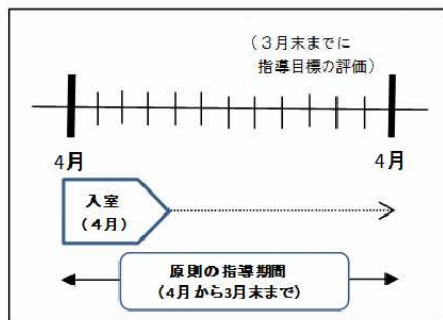 （３月末までに
指導目標の評価）
4月
4月
入室
（４月）
原則の指導期間
（4月から3月末まで）